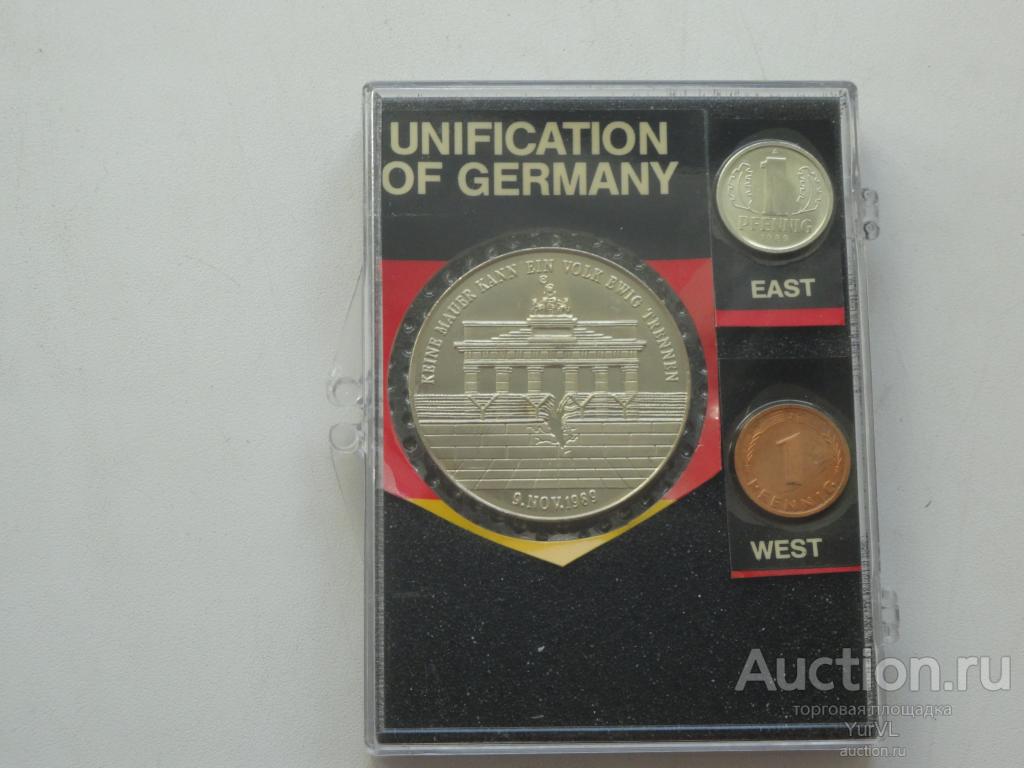 UNIFICATION
OF GERMANY
KEINE MAUER KANN EIN VOLK EWIG TRENNEN
9.NOV.1989
1
PFENNIG
EAST
1
PFENNIG
WEST
Auction.ru
торговая площадка
YurVL
auction.ru